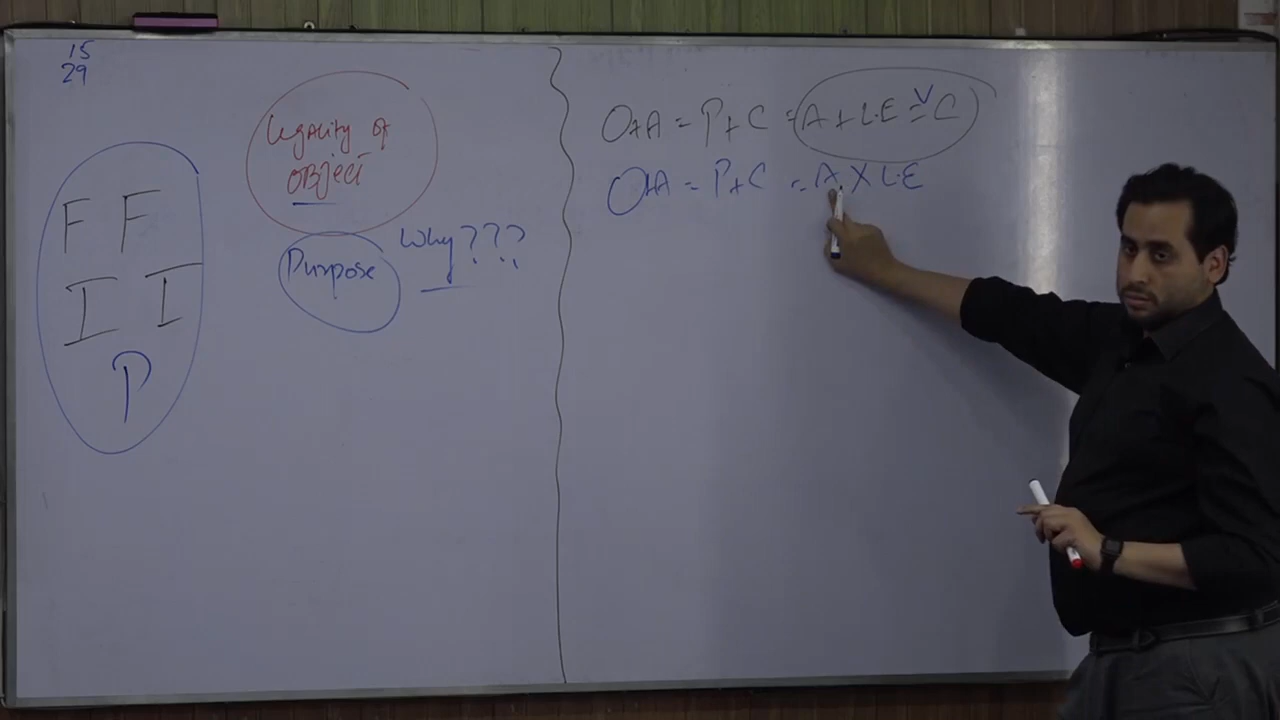 15
29
F F
I I
P
Legality of
object
Purpose
Why???
O+A = P+C = A+L.E = VC
O+A = P+C = A X L.E